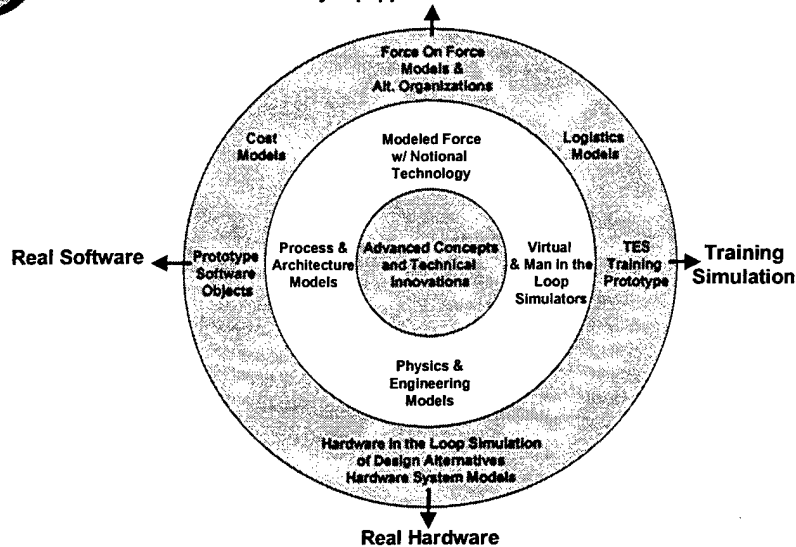 Force On Force
Models &
Alt. Organizations
Cost
Models
Modeled Force
w/ Notional
Technology
Logistics
Models
Real Software
Prototype
Software
Objects
Process &
Architecture
Models
Advanced Concepts
and Technical
Innovations
Virtual
& Man in the
Loop
Simulators
TES
Training
Prototype
Training
Simulation
Physics &
Engineering
Models
Hardware in the Loop Simulation
of Design Alternatives
Hardware System Models
Real Hardware